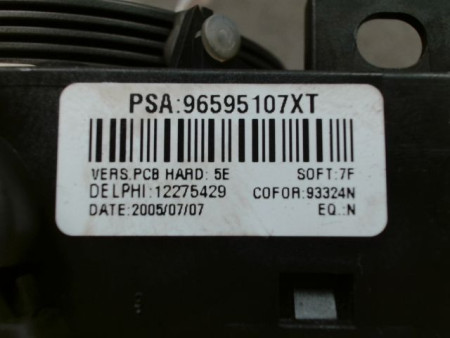 PSA:96595107XT
VERS.PCB HARD: 5E SOFT:7F
DELPHI:12275429 COFOR:93324N
DATE:2005/07/07 EQ.:N